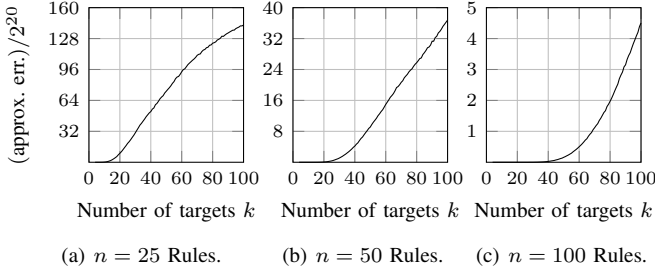 (approx. err.)/2^20
160
128
96
64
32
0 20 40 60 80 100
Number of targets k
(a) n = 25 Rules.
40
32
24
16
8
0 20 40 60 80 100
Number of targets k
(b) n = 50 Rules.
5
4
3
2
1
0 20 40 60 80 100
Number of targets k
(c) n = 100 Rules.